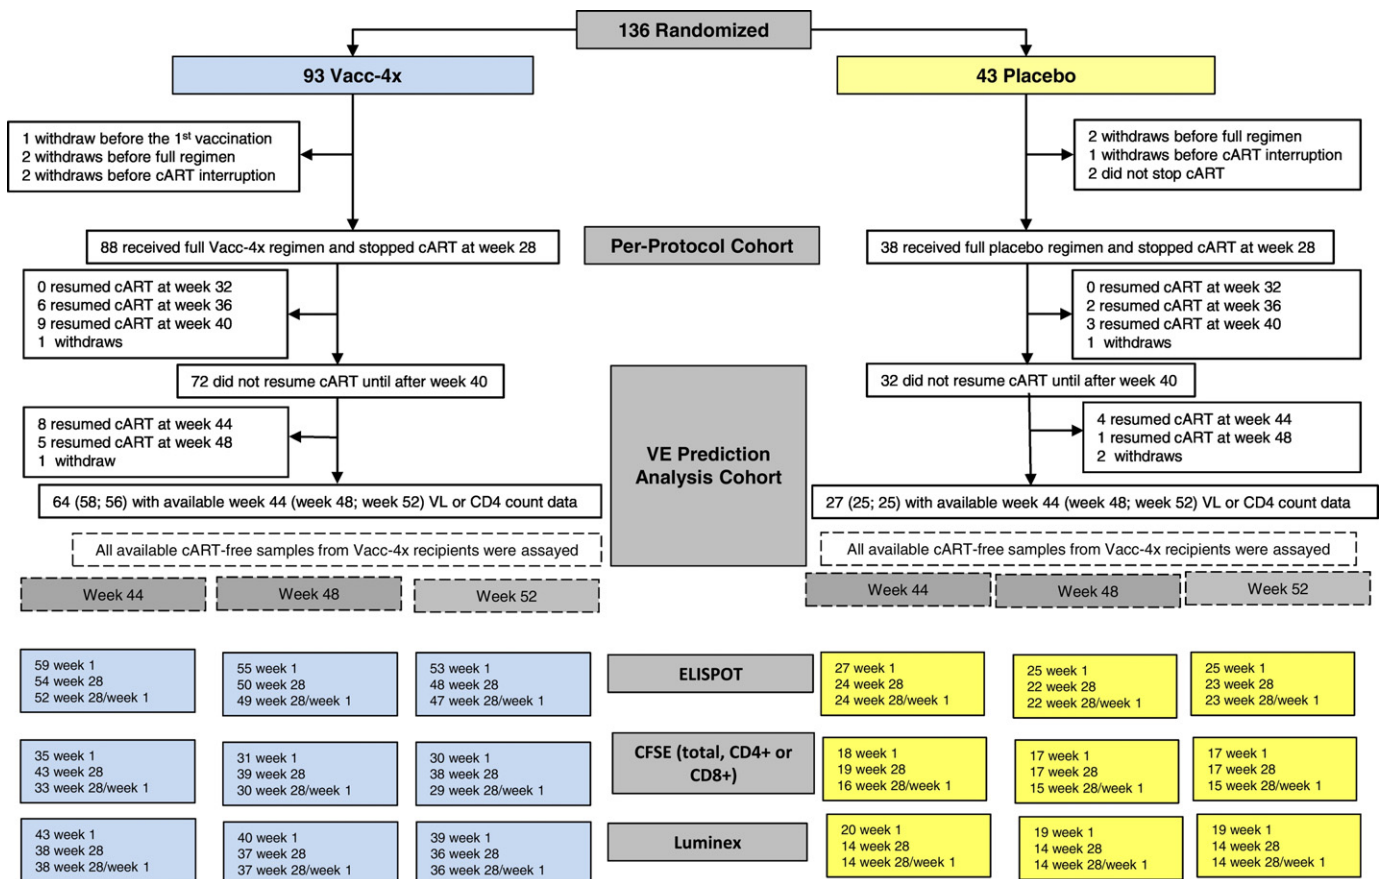 136 Randomized
93 Vacc-4x
43 Placebo
1 withdraw before the 1st vaccination
2 withdraws before full regimen
2 withdraws before cART interruption
2 withdraws before full regimen
1 withdraws before cART interruption
2 did not stop cART
88 received full Vacc-4x regimen and stopped cART at week 28
Per-Protocol Cohort
38 received full placebo regimen and stopped cART at week 28
0 resumed cART at week 32
6 resumed cART at week 36
9 resumed cART at week 40
1 withdraws
0 resumed cART at week 32
2 resumed cART at week 36
3 resumed cART at week 40
1 withdraws
72 did not resume cART until after week 40
32 did not resume cART until after week 40
8 resumed cART at week 44
5 resumed cART at week 48
1 withdraw
VE Prediction
Analysis Cohort
4 resumed cART at week 44
1 resumed cART at week 48
2 withdraws
64 (58; 56) with available week 44 (week 48; week 52) VL or CD4 count data
27 (25; 25) with available week 44 (week 48; week 52) VL or CD4 count data
All available cART-free samples from Vacc-4x recipients were assayed
All available cART-free samples from Vacc-4x recipients were assayed
Week 44
Week 48
Week 52
Week 44
Week 48
Week 52
59 week 1
54 week 28
52 week 28/week 1
55 week 1
50 week 28
49 week 28/week 1
53 week 1
48 week 28
47 week 28/week 1
ELISPOT
27 week 1
24 week 28
24 week 28/week 1
25 week 1
22 week 28
22 week 28/week 1
25 week 1
23 week 28
23 week 28/week 1
35 week 1
43 week 28
33 week 28/week 1
31 week 1
39 week 28
30 week 28/week 1
30 week 1
38 week 28
29 week 28/week 1
CFSE (total, CD4+ or
CD8+)
18 week 1
19 week 28
16 week 28/week 1
17 week 1
17 week 28
15 week 28/week 1
17 week 1
17 week 28
15 week 28/week 1
43 week 1
38 week 28
38 week 28/week 1
40 week 1
37 week 28
37 week 28/week 1
39 week 1
36 week 28
36 week 28/week 1
Luminex
20 week 1
14 week 28
14 week 28/week 1
19 week 1
14 week 28
14 week 28/week 1
19 week 1
14 week 28
14 week 28/week 1